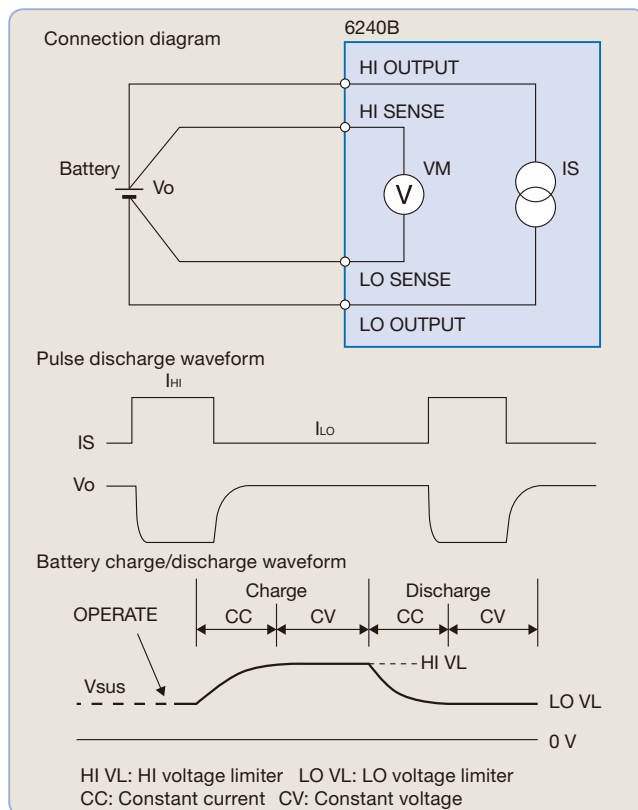 Connection diagram
6240B
HI OUTPUT
HI SENSE
Battery
Vo
VM
V
IS
LO SENSE
LO OUTPUT
Pulse discharge waveform
IHI
ILO
IS
Vo
Battery charge/discharge waveform
Charge Discharge
CC CV CC CV
OPERATE
HI VL
Vsus
LO VL
0 V
HI VL: HI voltage limiter LO VL: LO voltage limiter
CC: Constant current CV: Constant voltage